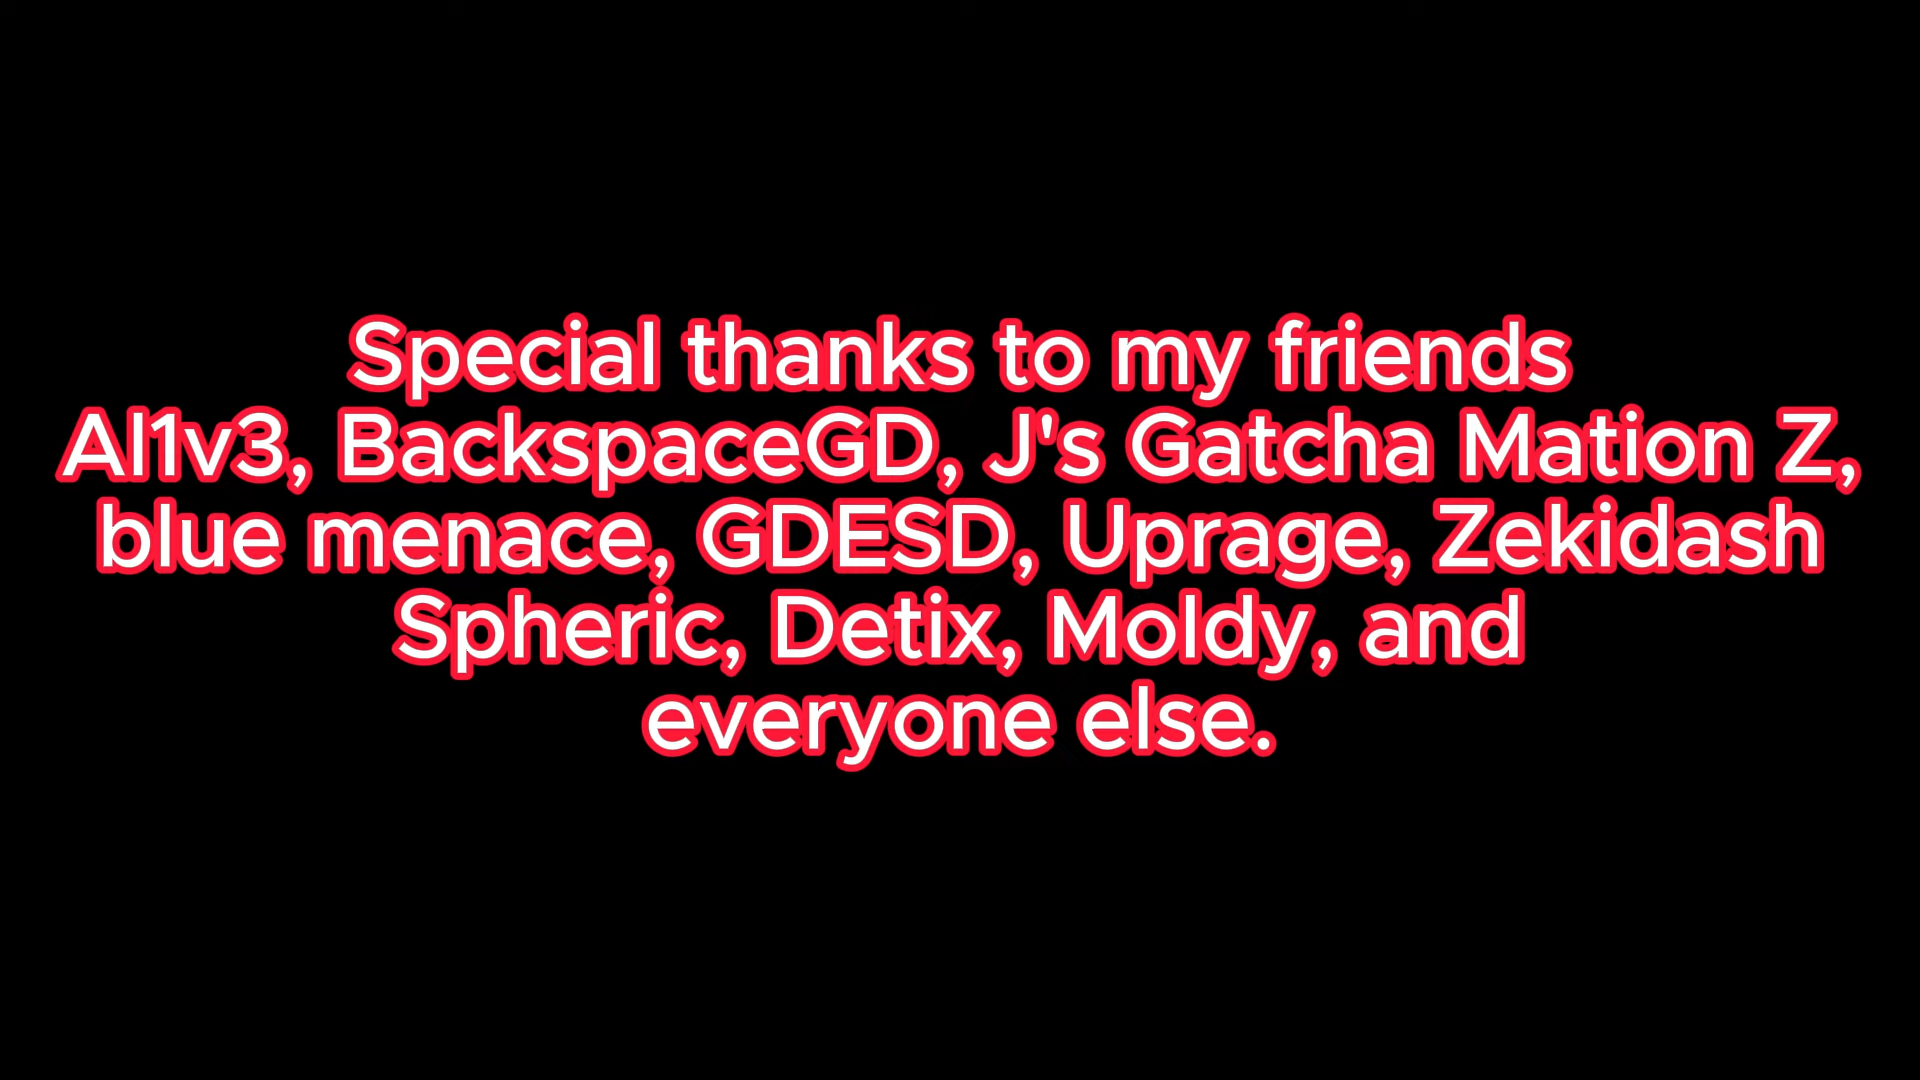 Special thanks to my friends
Al1v3, BackspaceGD, J's Gatcha Mation Z,
blue menace, GDESD, Uprage, Zekidash
Spheric, Detix, Moldy, and
everyone else.